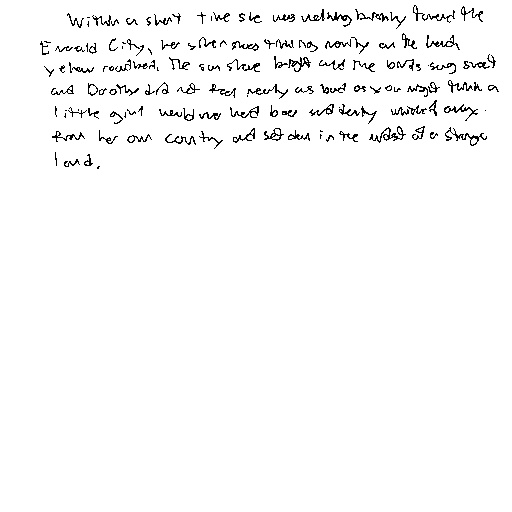 Within a short time she was walking briskly toward the
Emerald City, her silver shoes tinkling merrily on the hard,
yellow roadbed. The sun shone bright and the birds sang sweet
and Dorothy did not feel nearly as bad as you might think a
little girl would who had been suddenly whisked away
from her own country and set down in the midst of a strange
land.